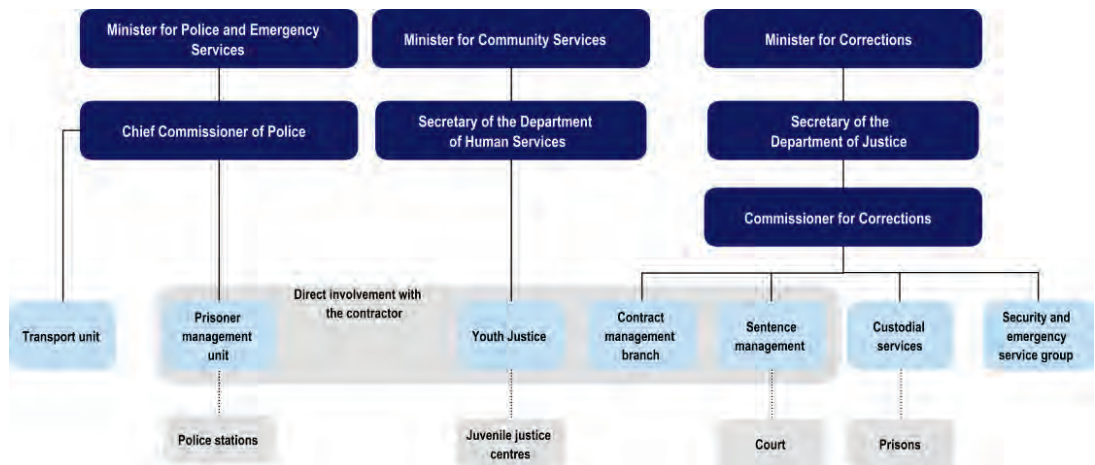 Minister for Police and Emergency
Services
Minister for Community Services
Minister for Corrections
Chief Commissioner of Police
Secretary of the Department
of Human Services
Secretary of the
Department of Justice
Commissioner for Corrections
Direct involvement with
the contractor
Transport unit
Prisoner
management
unit
Youth Justice
Contract
management
branch
Sentence
management
Custodial
services
Security and
emergency
service group
Police stations
Juvenile justice
centres
Court
Prisons